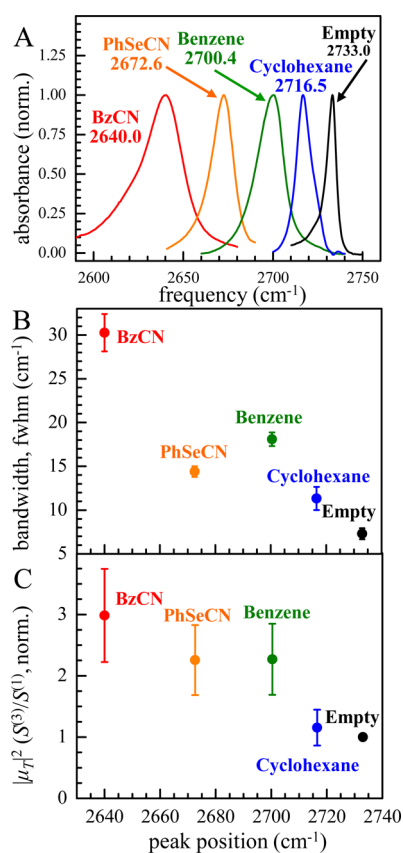 A
PhSeCN
2672.6
Benzene
2700.4
Empty
2733.0
Cyclohexane
2716.5
BzCN
2640.0
absorbance (norm.)
1.00
0.75
0.50
0.25
0.00
2600
2650
2700
2750
frequency (cm⁻¹)
B
bandwidth, fwhm (cm⁻¹)
30
25
20
15
10
5
BzCN
PhSeCN
Benzene
Cyclohexane
Empty
C
|μ_T|² (S⁽³⁾/S⁽¹⁾, norm.)
3
2
1
0
BzCN
PhSeCN
Benzene
Empty
Cyclohexane
2640
2660
2680
2700
2720
2740
peak position (cm⁻¹)